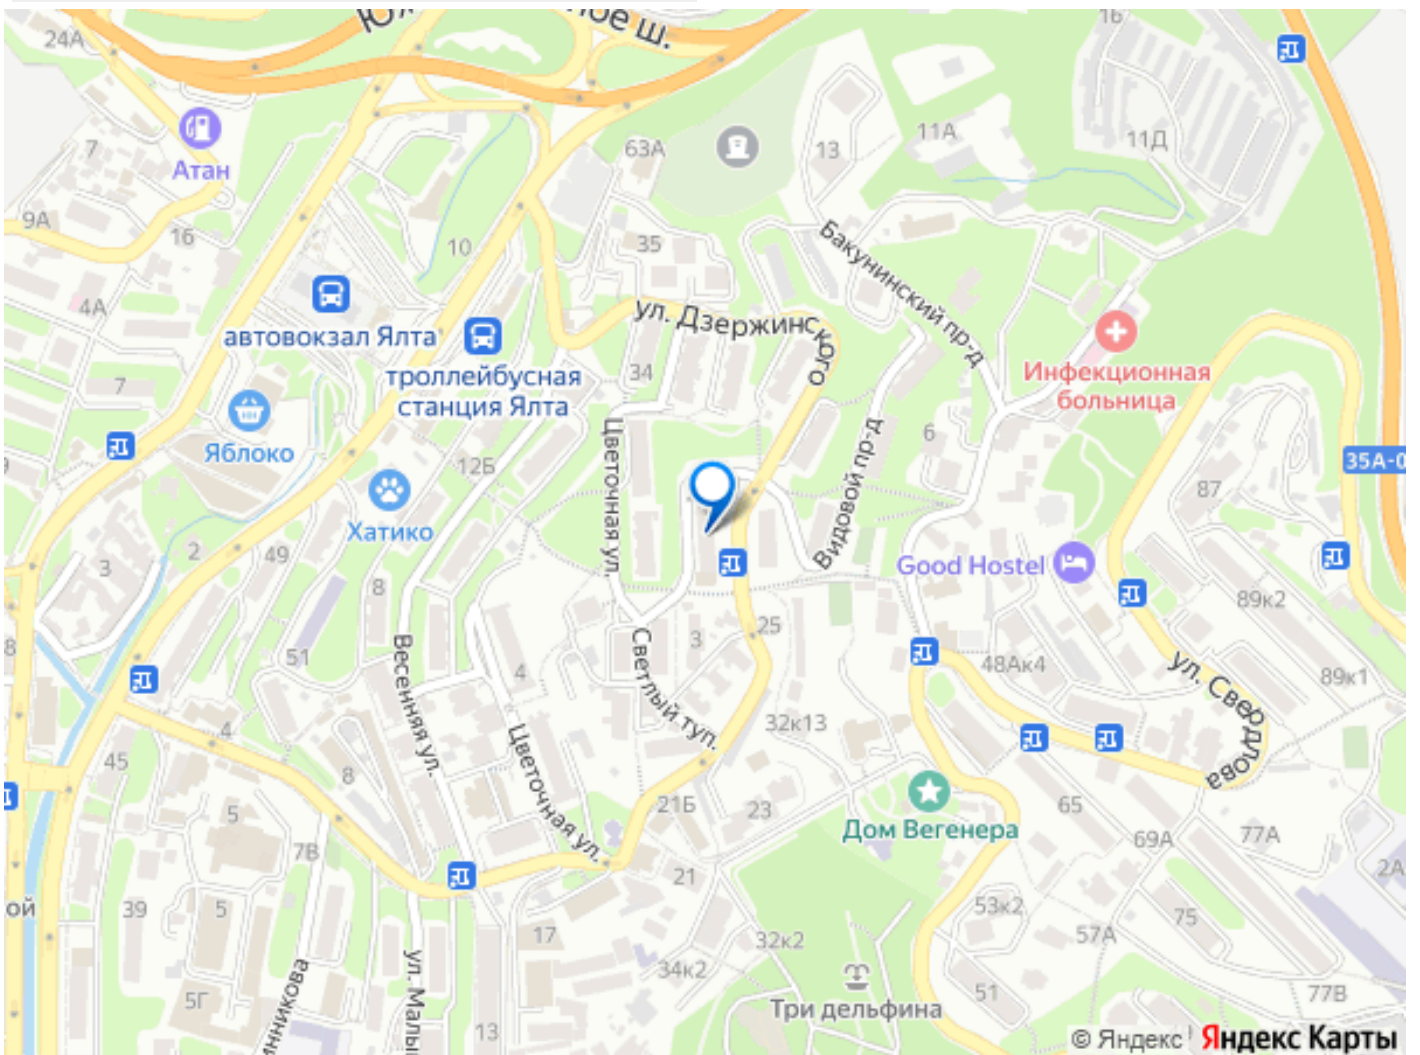 24А
ное ш.
16
Атан
7
63А
13
11А
11Д
9А
16
10
35
4А
автовокзал Ялта
троллейбусная
станция Ялта
ул. Дзержинского
Бакунинский пр-д
Инфекционная
больница
34
7
Яблоко
12Б
Цветочная ул.
Видовой пр-д
6
87
35А-0
Хатико
2
49
3
8
51
Good Hostel
89к2
89к1
25
3
4
48Ак4
ул. Свердлова
Весенняя ул.
Светлый туп.
32к13
Цветочная ул.
4
45
8
5
7В
21Б
23
Дом Вегенера
65
69А
77А
2А
21
ой
39
5
17
53к2
57А
75
32к2
34к2
5Г
инникова
ул. Малы
13
Три дельфина
51
77В
© Яндекс
Яндекс Карты